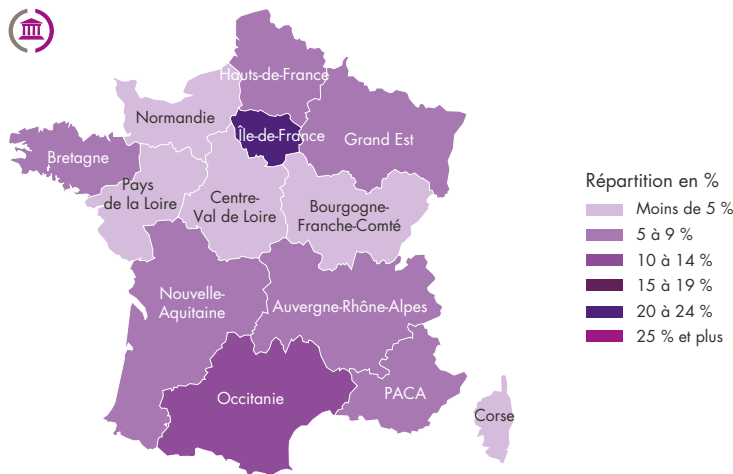 Hauts-de-France
Normandie
Île-de-France
Grand Est
Bretagne
Pays
de la Loire
Centre-
Val de Loire
Bourgogne-
Franche-Comté
Nouvelle-
Aquitaine
Auvergne-Rhône-Alpes
Occitanie
PACA
Corse
Répartition en %
Moins de 5 %
5 à 9 %
10 à 14 %
15 à 19 %
20 à 24 %
25 % et plus